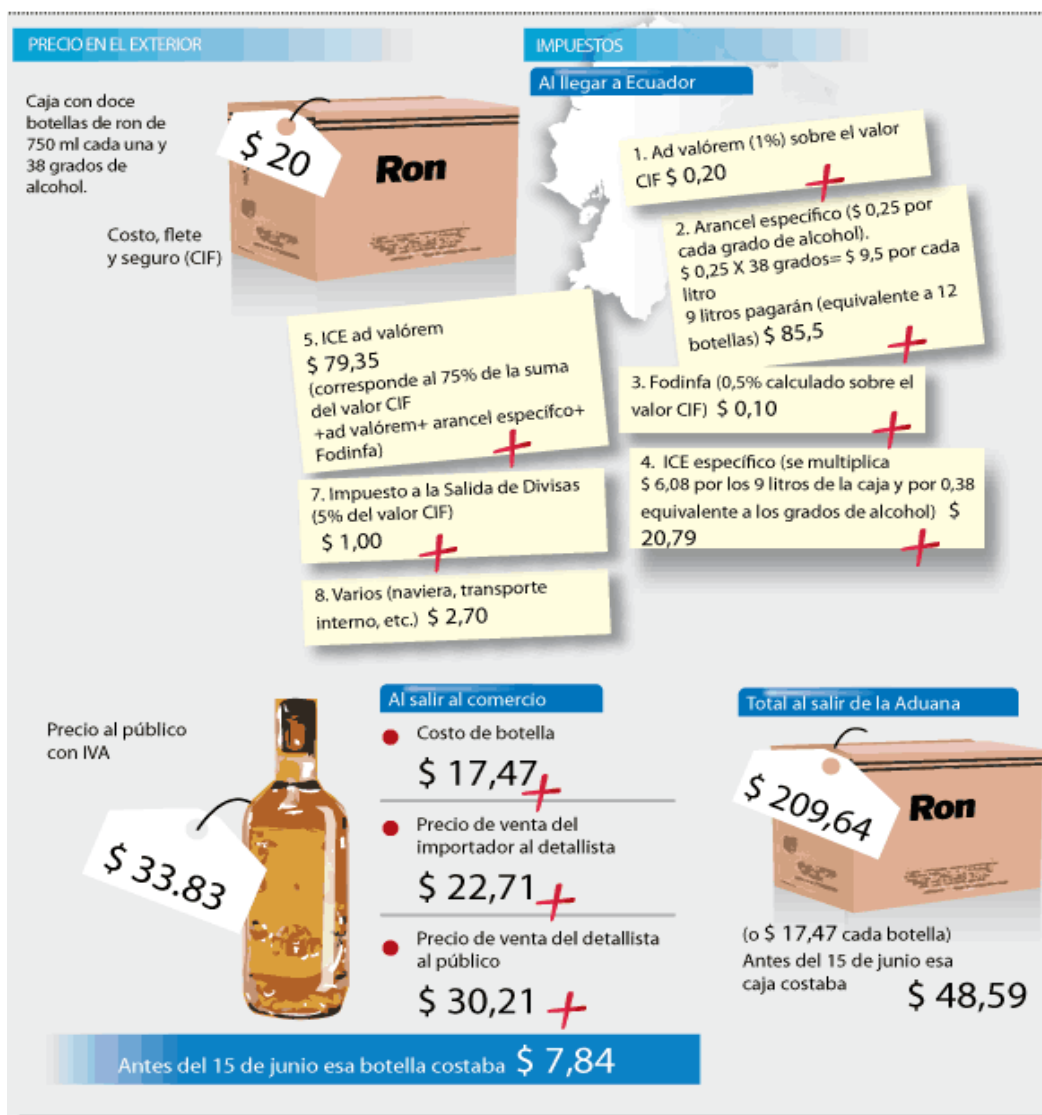 PRECIO EN EL EXTERIOR
Caja con doce
botellas de ron de
750 ml cada una y
38 grados de
alcohol.
$ 20
Ron
Costo, flete
y seguro (CIF)
IMPUESTOS
Al llegar a Ecuador
1. Ad valórem (1%) sobre el valor
CIF $ 0,20
2. Arancel específico ($ 0,25 por
cada grado de alcohol).
$ 0,25 X 38 grados= $ 9,5 por cada
litro
9 litros pagarán (equivalente a 12
botellas) $ 85,5
3. Fodinfa (0,5% calculado sobre el
valor CIF) $ 0,10
4. ICE específico (se multiplica
$ 6,08 por los 9 litros de la caja y por 0,38
equivalente a los grados de alcohol) $
20,79
5. ICE ad valórem
$ 79,35
(corresponde al 75% de la suma
del valor CIF
+ad valórem+ arancel específco+
Fodinfa)
7. Impuesto a la Salida de Divisas
(5% del valor CIF)
$ 1,00
8. Varios (naviera, transporte
interno, etc.) $ 2,70
Precio al público
con IVA
$ 33.83
Al salir al comercio
Costo de botella
$ 17,47
Precio de venta del
importador al detallista
$ 22,71
Precio de venta del detallista
al público
$ 30,21
Antes del 15 de junio esa botella costaba $ 7,84
Total al salir de la Aduana
$ 209,64
Ron
(o $ 17,47 cada botella)
Antes del 15 de junio esa
caja costaba
$ 48,59